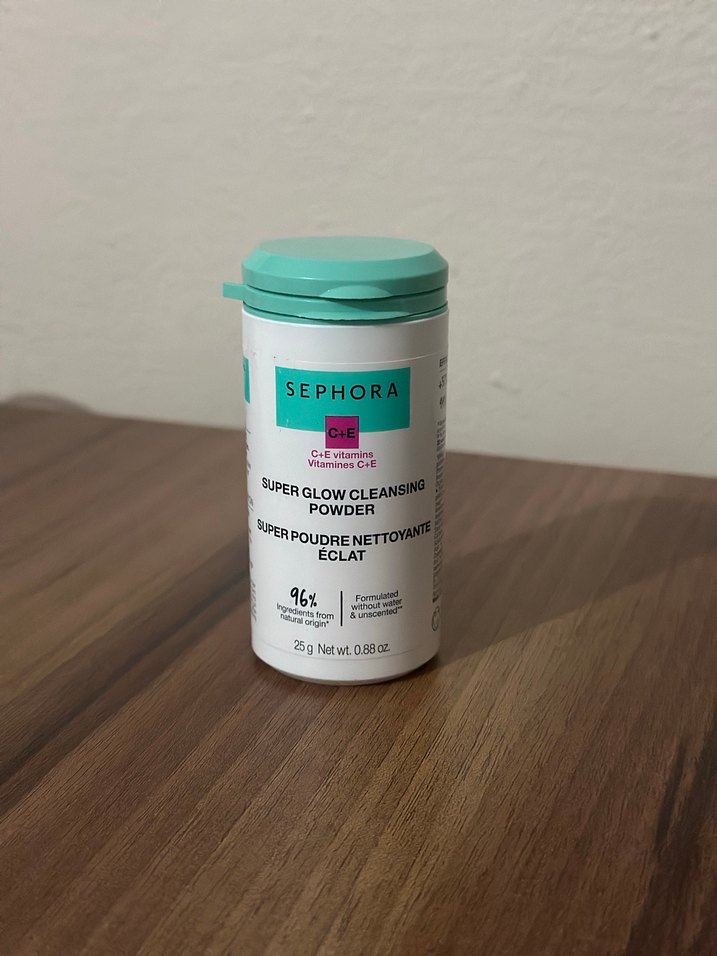 SEPHORA
C+E
C+E vitamins
Vitamines C+E
SUPER GLOW CLEANSING
POWDER
SUPER POUDRE NETTOYANTE
ÉCLAT
96%
Ingredients from
natural origin*
Formulated
without water
& unscented**
25 g Net wt. 0.88 oz.